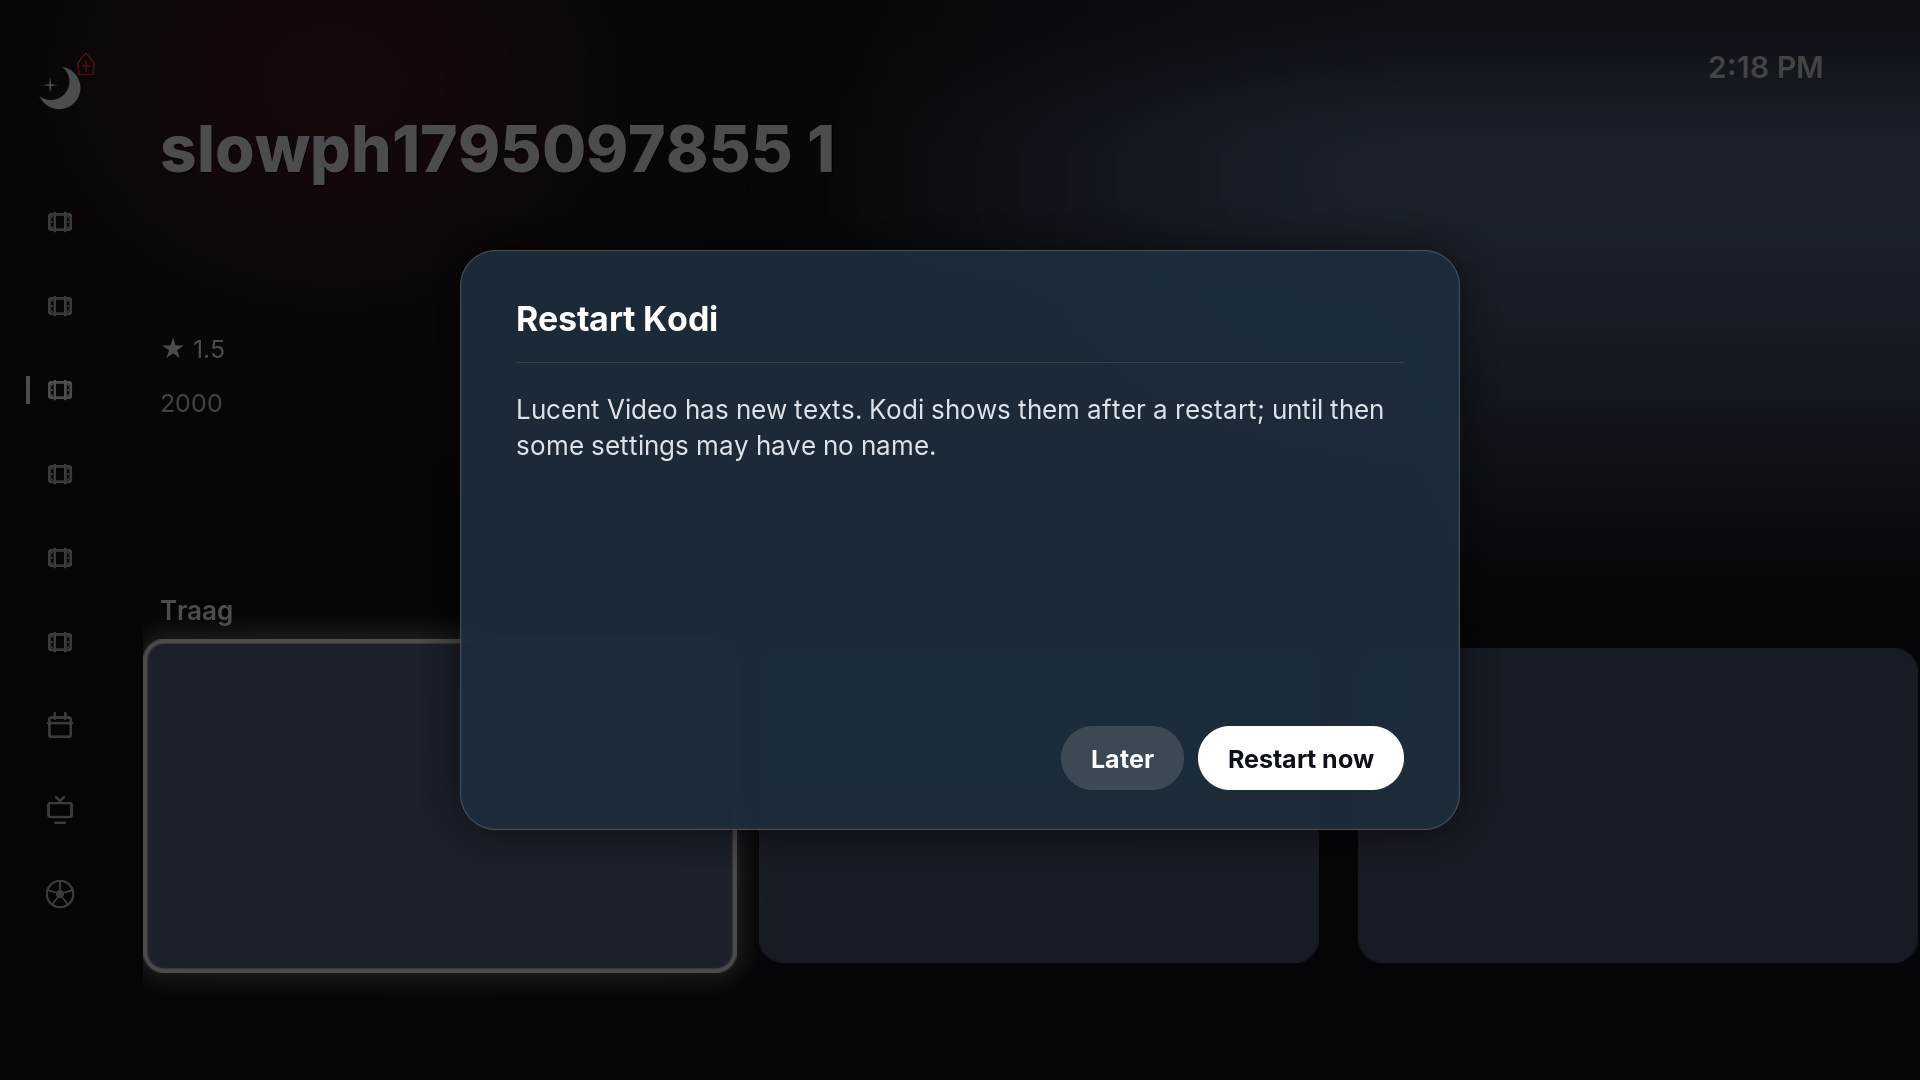 2:18 PM
slowph1795097855 1
★ 1.5
2000
Restart Kodi
Lucent Video has new texts. Kodi shows them after a restart; until then
some settings may have no name.
Later
Restart now
Traag